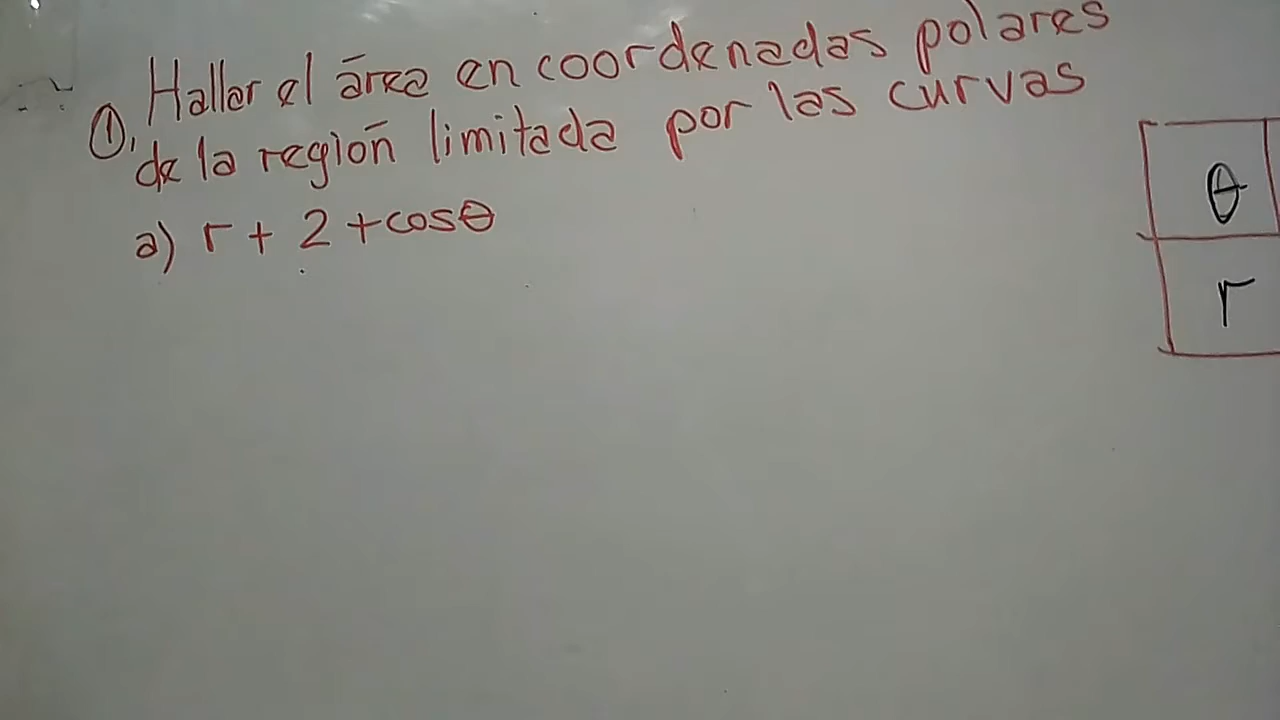 ①. Haller el área en coordenadas polares
de la región limitada por las curvas
a) r + 2 + cosθ
θ
r